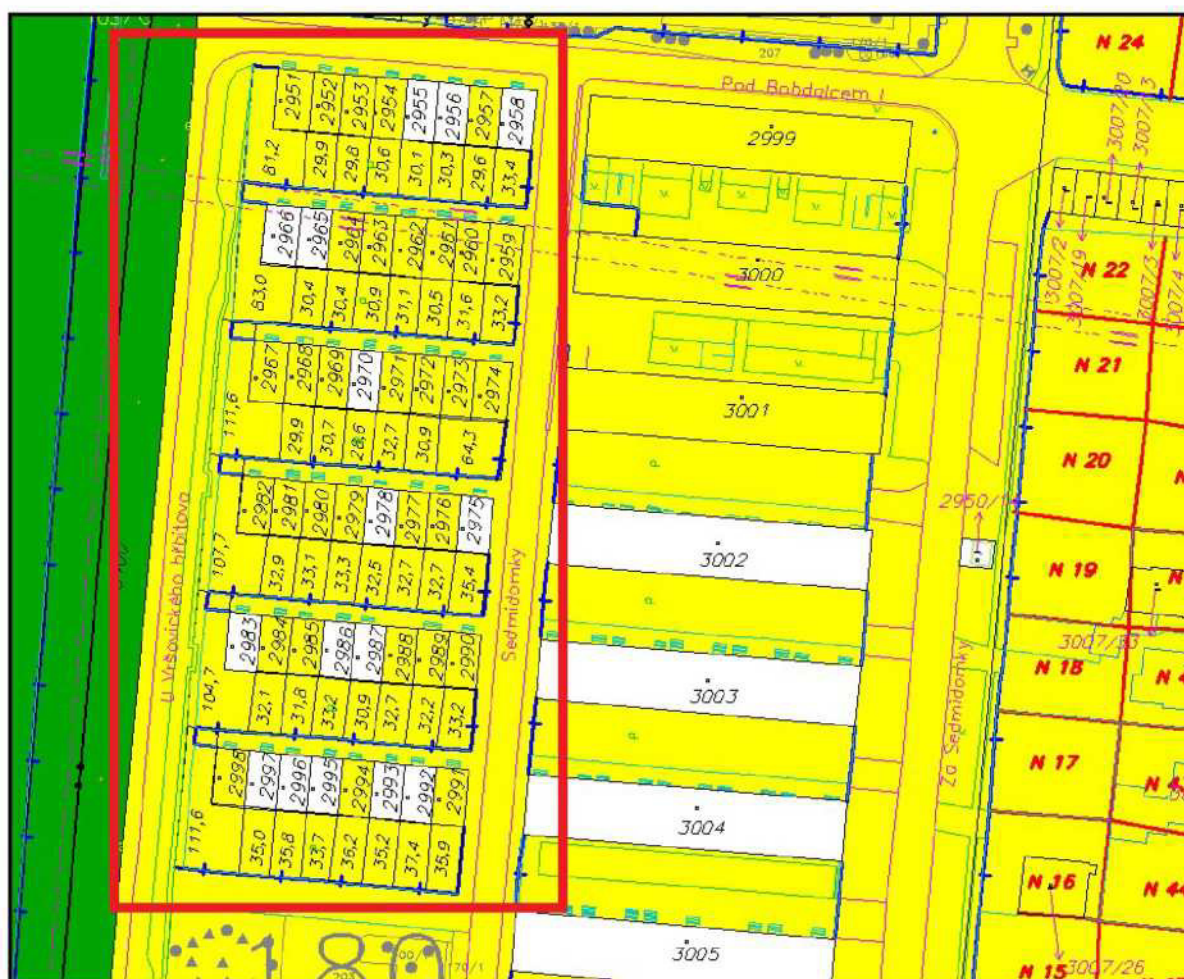 207
Pod Bohdalcem I
N 24
3007/20
3007/3
2951 2952 2953 2954 2955 2956 2957 2958
81,2 29,9 29,8 30,6 30,1 30,3 29,6 33,4
2999
2966 2965 2964 2963 2962 2961 2960 2959
83,0 30,4 30,4 30,9 31,1 30,5 31,6 33,2
3000
3007/2
3007/19
N 22
3007/3
3007/4
2967 2968 2969 2970 2971 2972 2973 2974
111,6 29,9 30,7 28,6 32,7 30,9 64,3
3001
N 21
N 20
2982 2981 2980 2979 2978 2977 2976 2975
107,7 32,9 33,1 33,3 32,5 32,7 32,7 35,4
3002
2950/1
N 19
U Vršovického hřbitova
Sedmidomky
Za Sedmidomky
2983 2984 2985 2986 2987 2988 2989 2990
104,7 32,1 31,8 33,2 30,9 32,7 32,2 33,2
3003
3007/33
N 18
N 17
2998 2997 2996 2995 2994 2993 2992 2991
111,6 35,0 35,8 33,7 36,2 35,2 37,4 35,9
3004
N 16
N 44
3005
N 15
3007/26